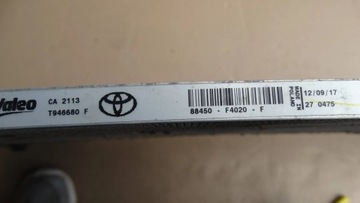 Valeo
CA 2113
T946680 F
88450 - F4020 - F
MADE IN
POLAND
12/09/17
27 0475